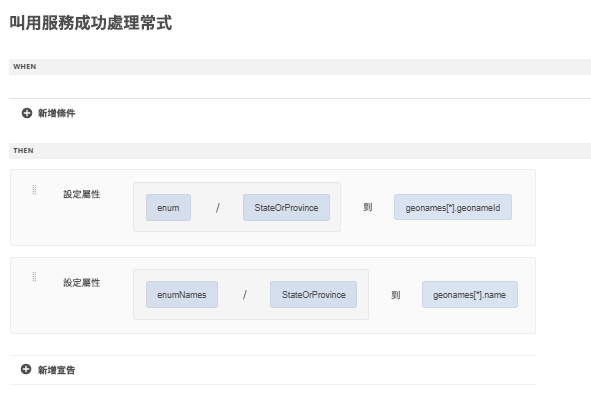 叫用服務成功處理常式
WHEN
新增條件
THEN
設定屬性 enum / StateOrProvince 到 geonames[*].geonameId
設定屬性 enumNames / StateOrProvince 到 geonames[*].name
新增宣告